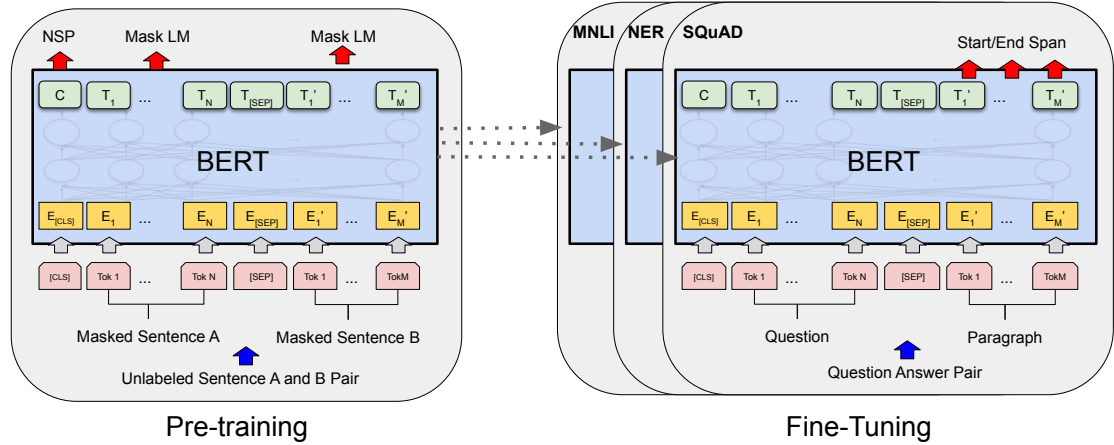 NSP Mask LM Mask LM
C T1 ... TN T[SEP] T1' ... TM'
...
...
BERT
E[CLS] E1 ... EN E[SEP] E1' ... EM'
[CLS] Tok 1 ... Tok N [SEP] Tok 1 ... TokM
Masked Sentence A Masked Sentence B
Unlabeled Sentence A and B Pair
Pre-training
MNLI NER SQuAD
Start/End Span
C T1 ... TN T[SEP] T1' ... TM'
...
...
BERT
E[CLS] E1 ... EN E[SEP] E1' ... EM'
[CLS] Tok 1 ... Tok N [SEP] Tok 1 ... TokM
Question Paragraph
Question Answer Pair
Fine-Tuning